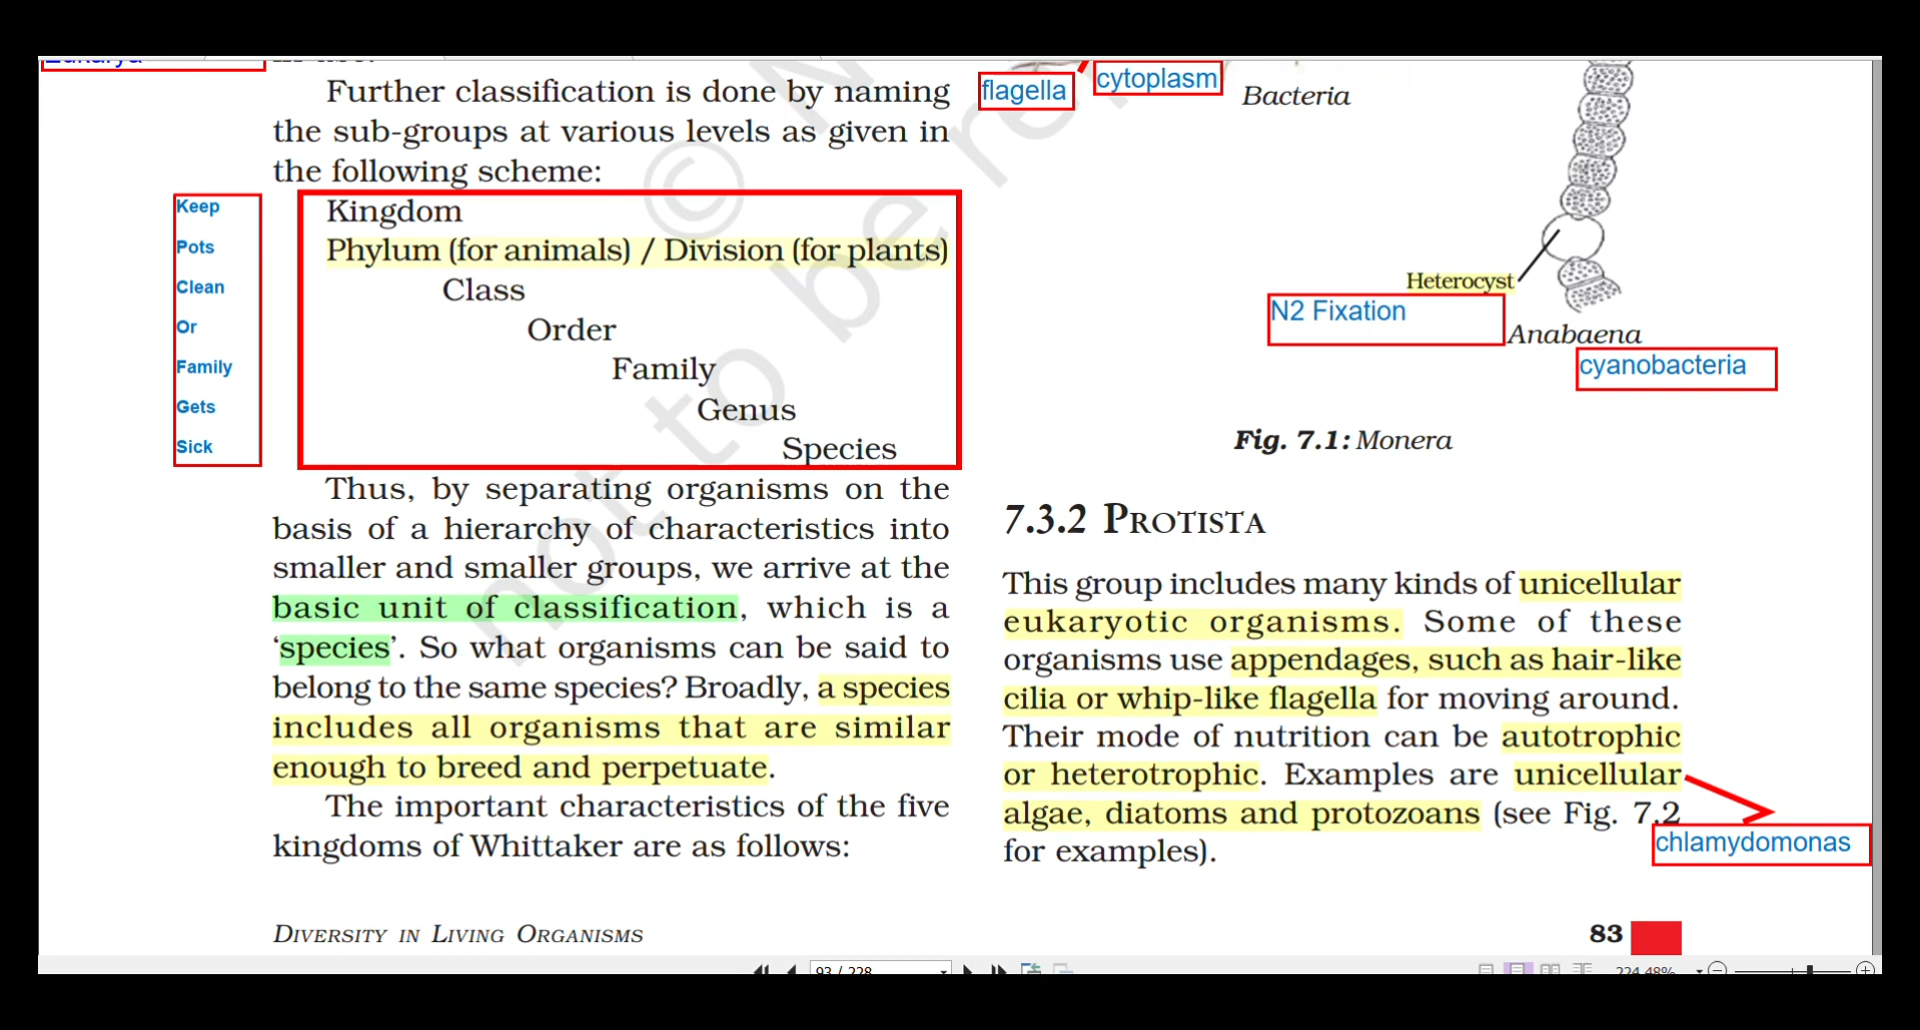 Further classification is done by naming
the sub-groups at various levels as given in
the following scheme:
Keep
Pots
Clean
Or
Family
Gets
Sick
Kingdom
Phylum (for animals) / Division (for plants)
Class
Order
Family
Genus
Species
Thus, by separating organisms on the
basis of a hierarchy of characteristics into
smaller and smaller groups, we arrive at the
basic unit of classification, which is a
‘species’. So what organisms can be said to
belong to the same species? Broadly, a species
includes all organisms that are similar
enough to breed and perpetuate.
The important characteristics of the five
kingdoms of Whittaker are as follows:
flagella
cytoplasm
Bacteria
Heterocyst
N2 Fixation
Anabaena
cyanobacteria
Fig. 7.1: Monera
7.3.2 PROTISTA
This group includes many kinds of unicellular
eukaryotic organisms. Some of these
organisms use appendages, such as hair-like
cilia or whip-like flagella for moving around.
Their mode of nutrition can be autotrophic
or heterotrophic. Examples are unicellular
algae, diatoms and protozoans (see Fig. 7.2
for examples).
chlamydomonas
DIVERSITY IN LIVING ORGANISMS
83
93 / 228
224.48%
© N
not to be re